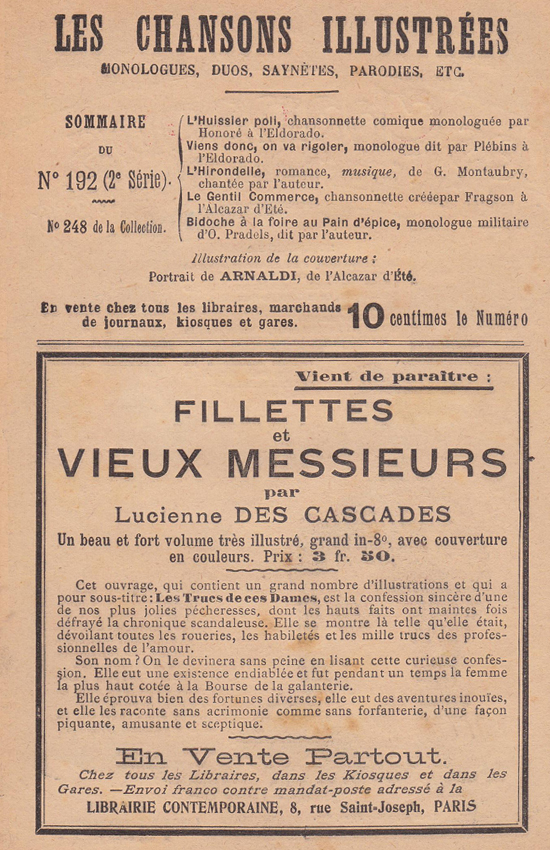 LES CHANSONS ILLUSTRÉES
MONOLOGUES, DUOS, SAYNÈTES, PARODIES, ETC.
SOMMAIRE
DU
N° 192 (2e Série).
N° 248 de la Collection.
L'Huissier poli, chansonnette comique monologuée par
Honoré à l'Eldorado.
Viens donc, on va rigoler, monologue dit par Plébins à
l'Eldorado.
L'Hirondelle, romance, musique, de G. Montaubry,
chantée par l'auteur.
Le Gentil Commerce, chansonnette crééepar Fragson à
l'Alcazar d'Eté.
Bidoche à la foire au Pain d'épice, monologue militaire
d'O. Pradels, dit par l'auteur.
Illustration de la couverture :
Portrait de ARNALDI, de l'Alcazar d'Été.
En vente chez tous les libraires, marchands
de journaux, kiosques et gares.
10 centimes le Numéro
Vient de paraître :
FILLETTES
et
VIEUX MESSIEURS
par
Lucienne DES CASCADES
Un beau et fort volume très illustré, grand in-8°, avec couverture
en couleurs. Prix : 3 fr. 50.
Cet ouvrage, qui contient un grand nombre d'illustrations et qui a
pour sous-titre : Les Trucs de ces Dames, est la confession sincère d'une
de nos plus jolies pécheresses, dont les hauts faits ont maintes fois
défrayé la chronique scandaleuse. Elle se montre là telle qu'elle était,
dévoilant toutes les roueries, les habiletés et les mille trucs des profes-
sionnelles de l'amour.
Son nom ? On le devinera sans peine en lisant cette curieuse confes-
sion. Elle eut une existence endiablée et fut pendant un temps la femme
la plus haut cotée à la Bourse de la galanterie.
Elle éprouva bien des fortunes diverses, elle eut des aventures inouïes,
et elle les raconte sans acrimonie comme sans forfanterie, d'une façon
piquante, amusante et sceptique.
En Vente Partout.
Chez tous les Libraires, dans les Kiosques et dans les
Gares. —Envoi franco contre mandat-poste adressé à la
LIBRAIRIE CONTEMPORAINE, 8, rue Saint-Joseph, PARIS